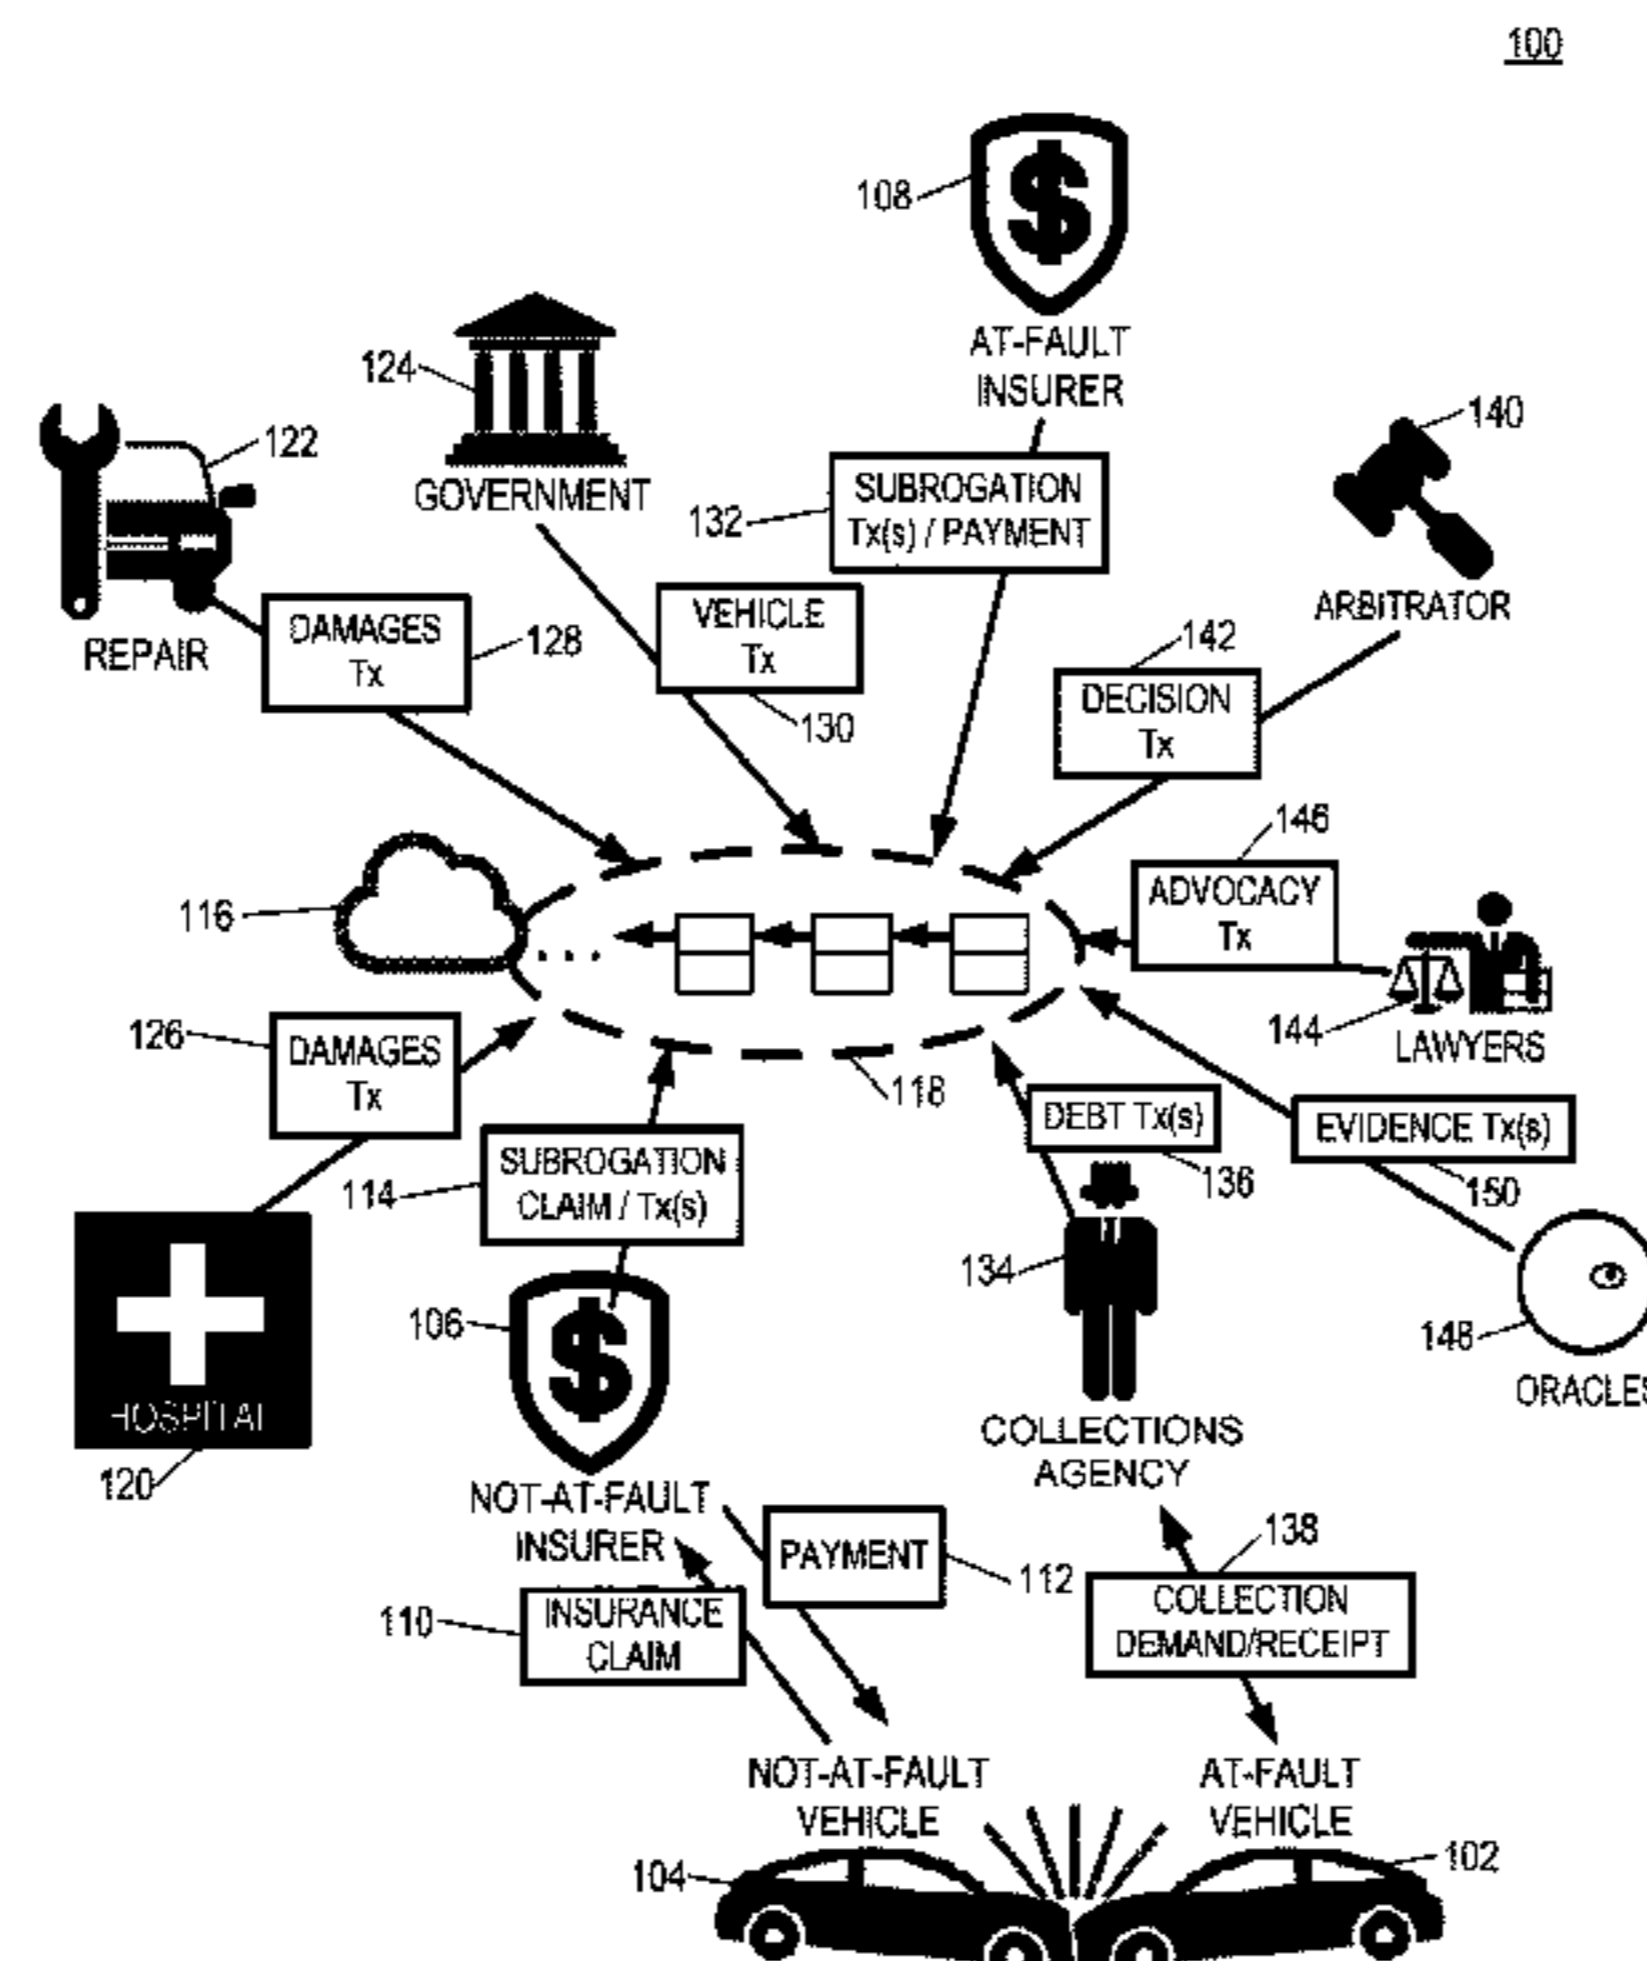 100
108
AT-FAULT
INSURER
124
GOVERNMENT
122
REPAIR
140
ARBITRATOR
132
SUBROGATION
Tx(s) / PAYMENT
VEHICLE
Tx
130
DAMAGES
Tx
128
142
DECISION
Tx
146
ADVOCACY
Tx
116
...
144
LAWYERS
126
DAMAGES
Tx
118
DEBT Tx(s)
136
EVIDENCE Tx(s)
150
114
SUBROGATION
CLAIM / Tx(s)
134
148
ORACLES
106
HOSPITAL
120
COLLECTIONS
AGENCY
NOT-AT-FAULT
INSURER
PAYMENT
112
138
COLLECTION
DEMAND/RECEIPT
110
INSURANCE
CLAIM
NOT-AT-FAULT
VEHICLE
AT-FAULT
VEHICLE
104
102